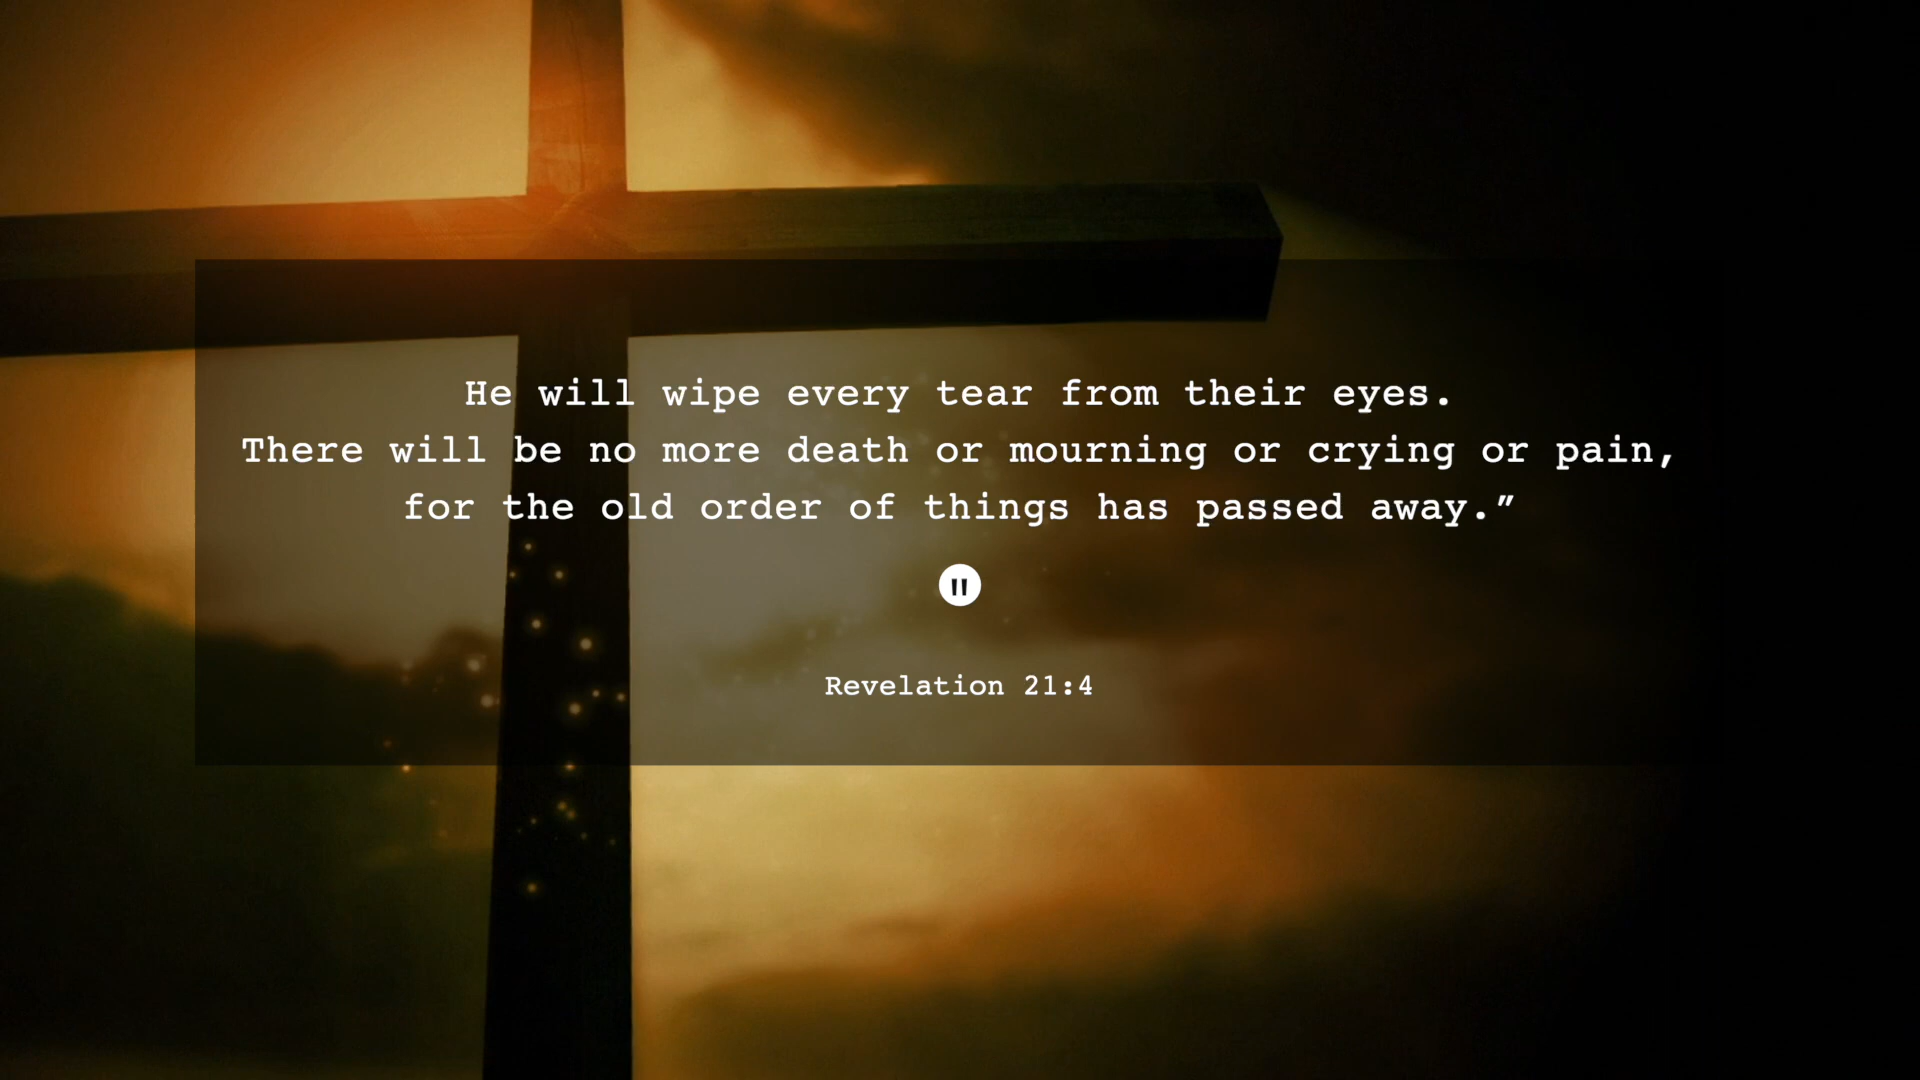 He will wipe every tear from their eyes.
There will be no more death or mourning or crying or pain,
for the old order of things has passed away.”
"
Revelation 21:4